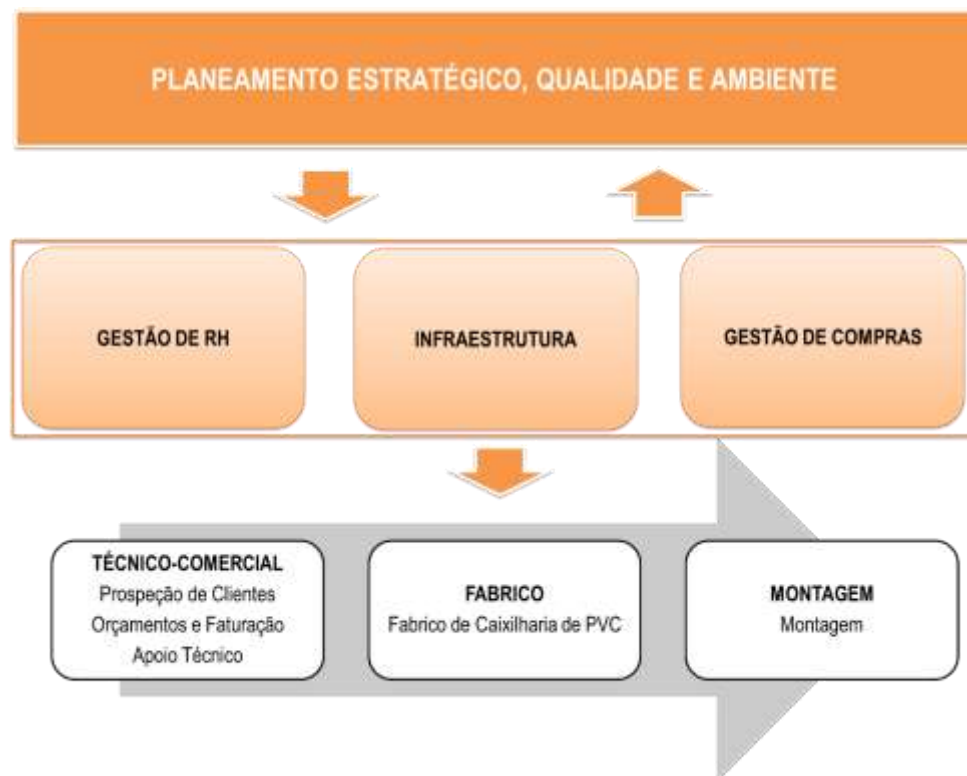 PLANEAMENTO ESTRATÉGICO, QUALIDADE E AMBIENTE
GESTÃO DE RH
INFRAESTRUTURA
GESTÃO DE COMPRAS
TÉCNICO-COMERCIAL
Prospeção de Clientes
Orçamentos e Faturação
Apoio Técnico
FABRICO
Fabrico de Caixilharia de PVC
MONTAGEM
Montagem